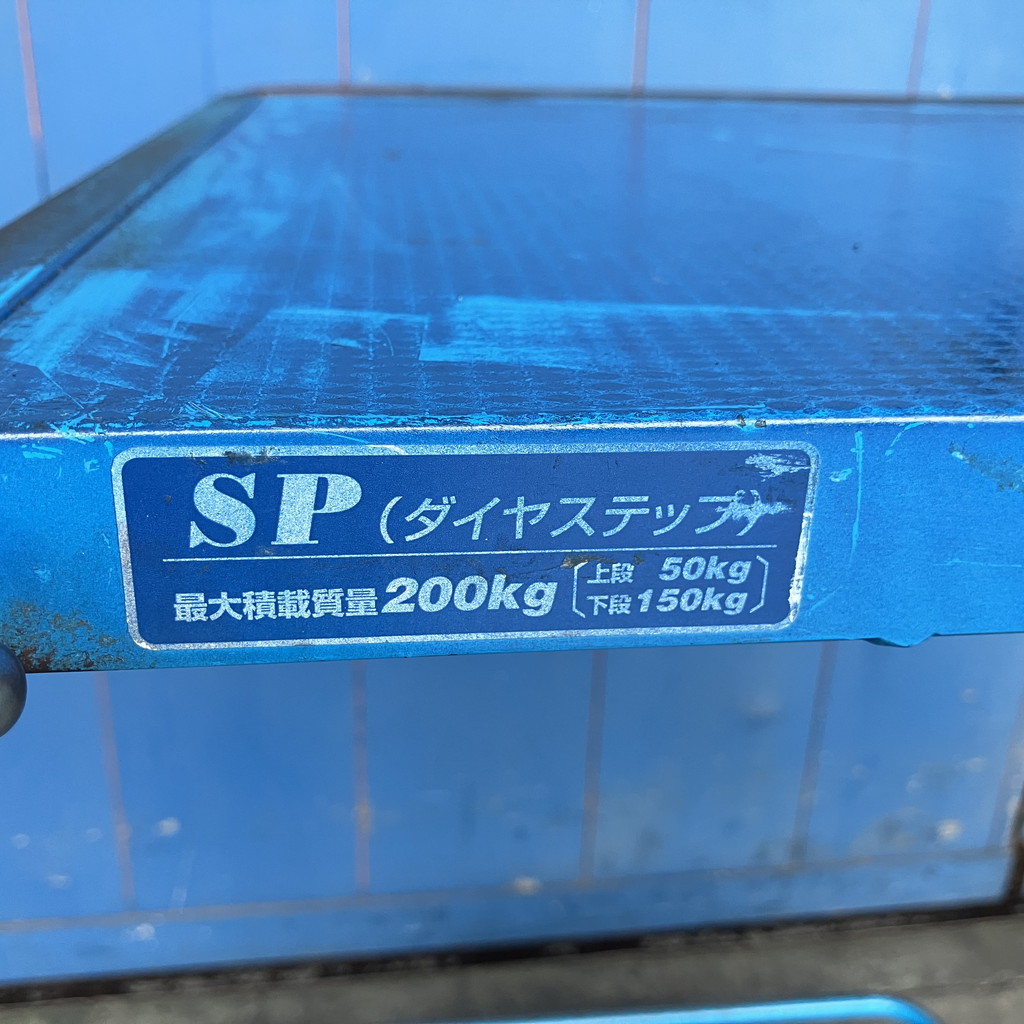 SP（ダイヤステップ）
最大積載質量200kg
上段 50kg
下段150kg